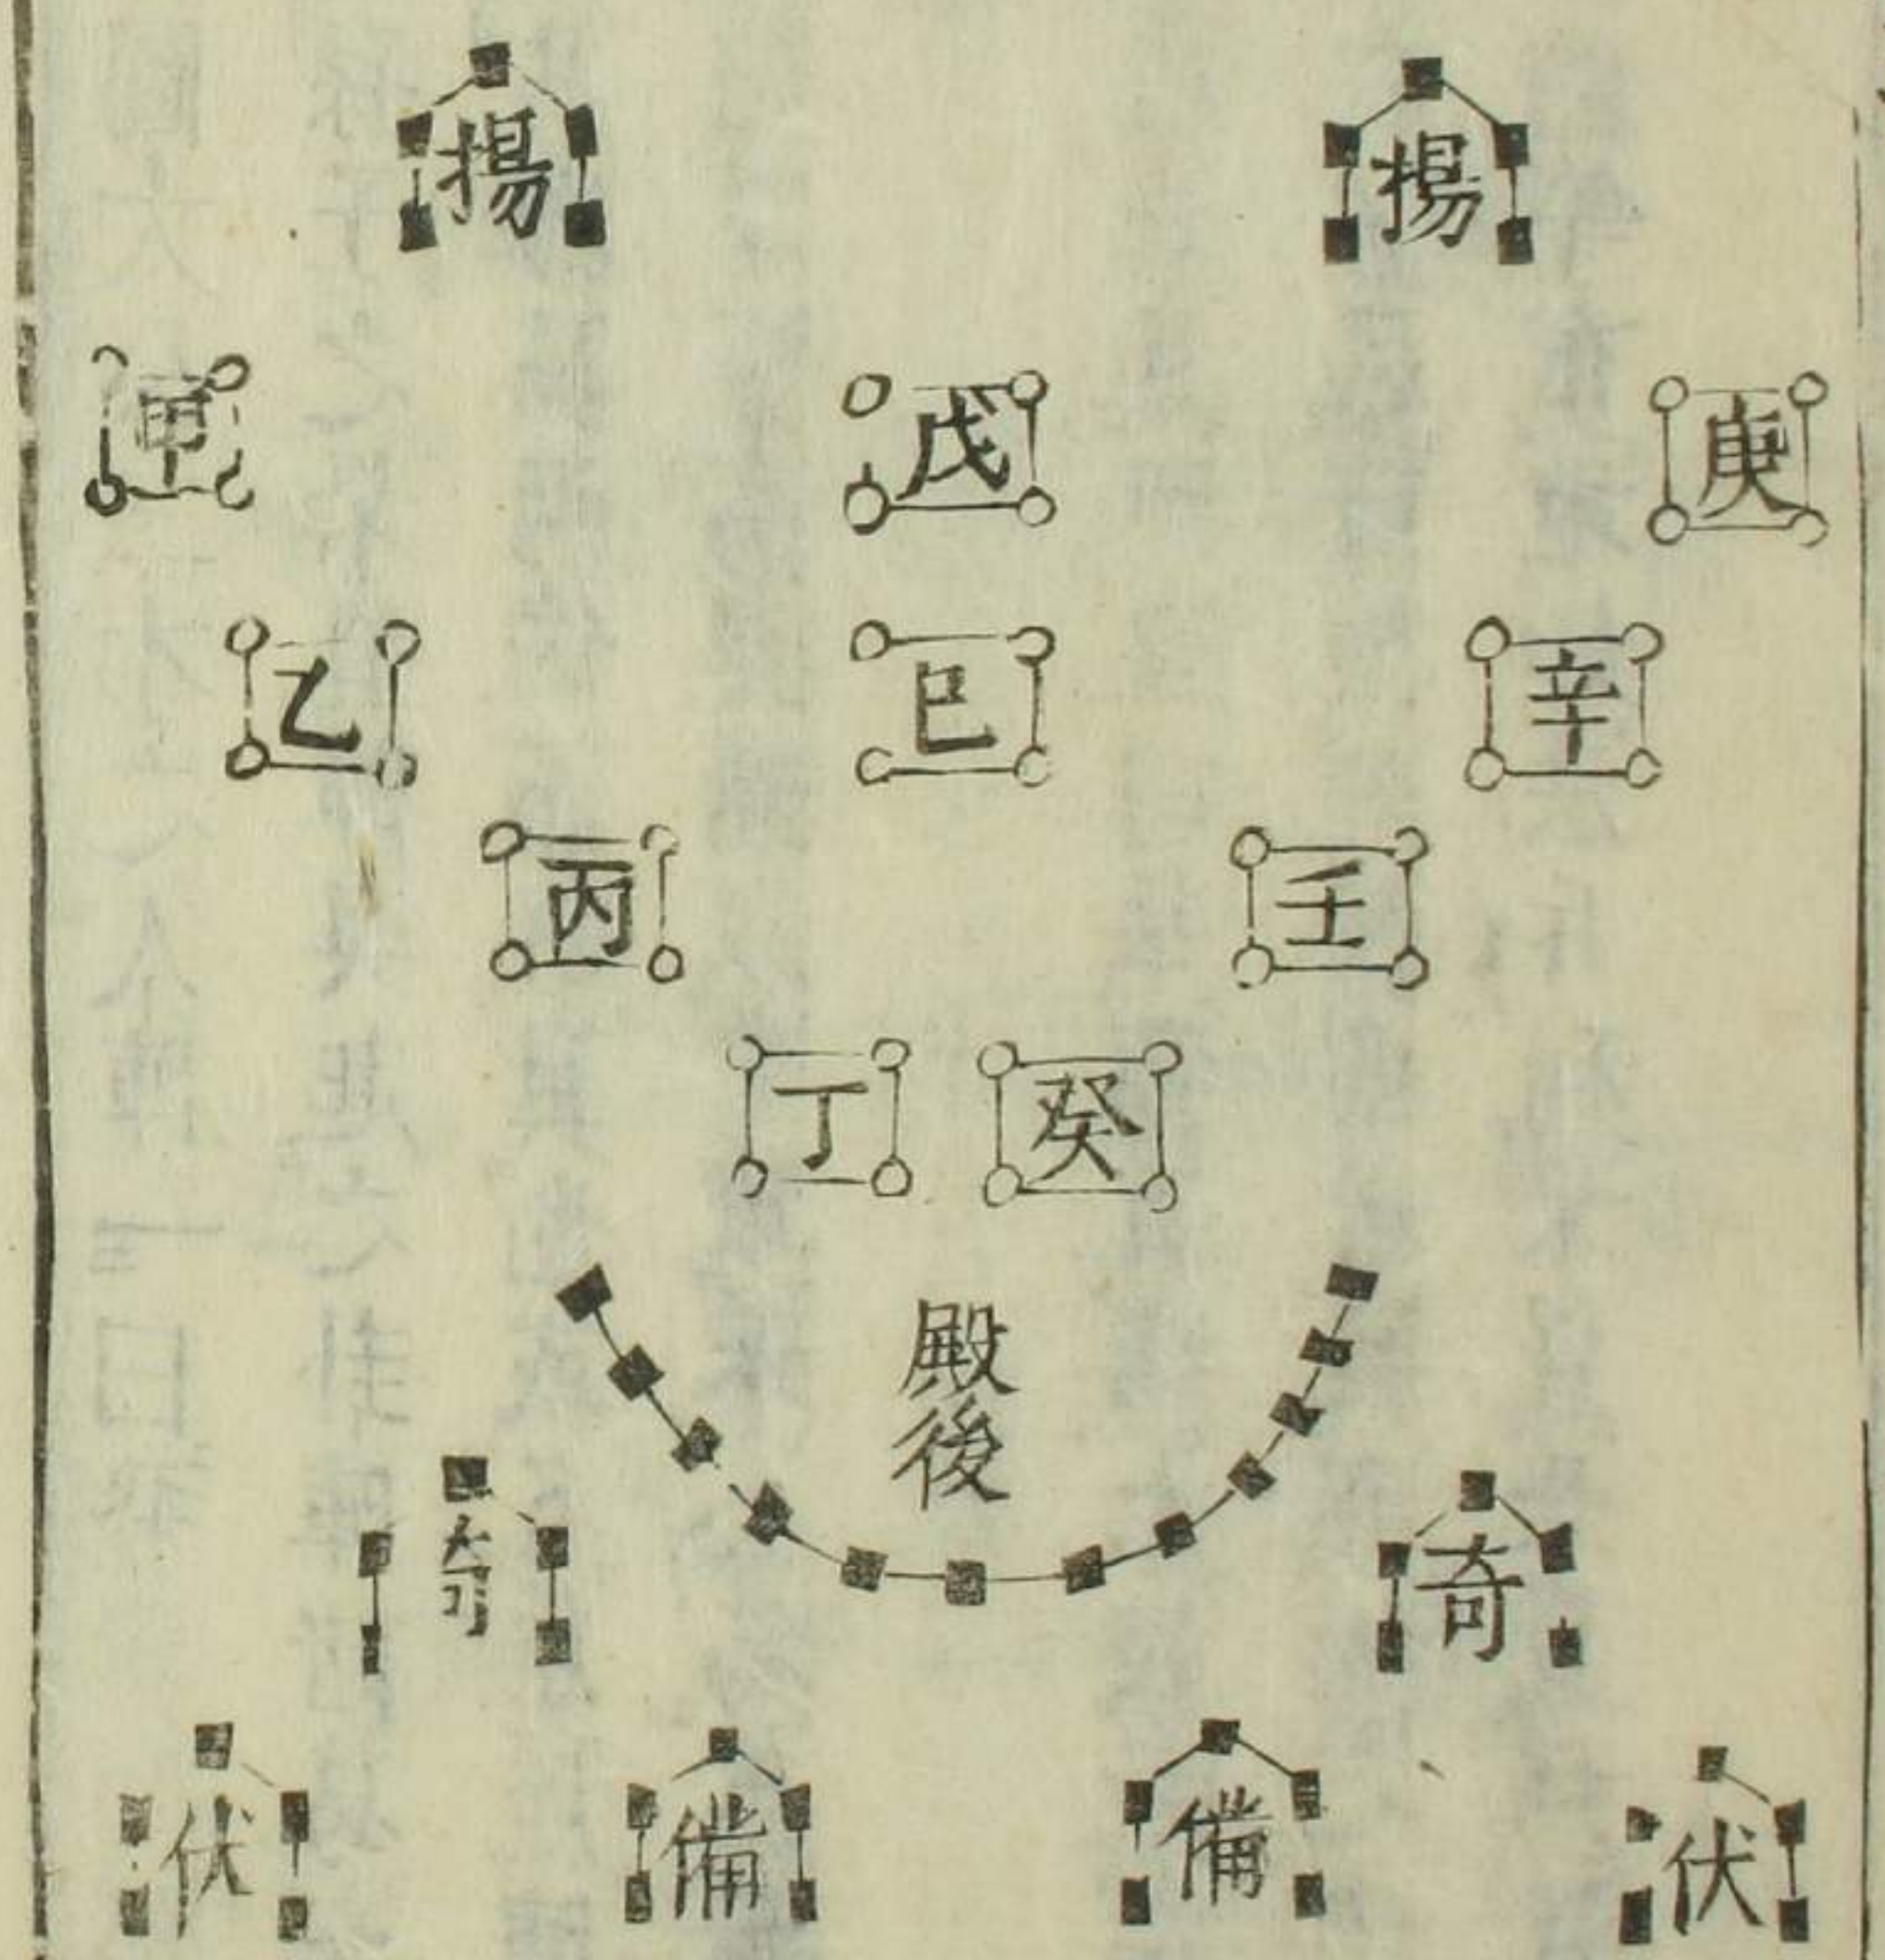 揚
揚
庚
戊
甲
辛
巳
乙
壬
丙
癸
丁
殿後
奇
奇
伏
備
備
伏